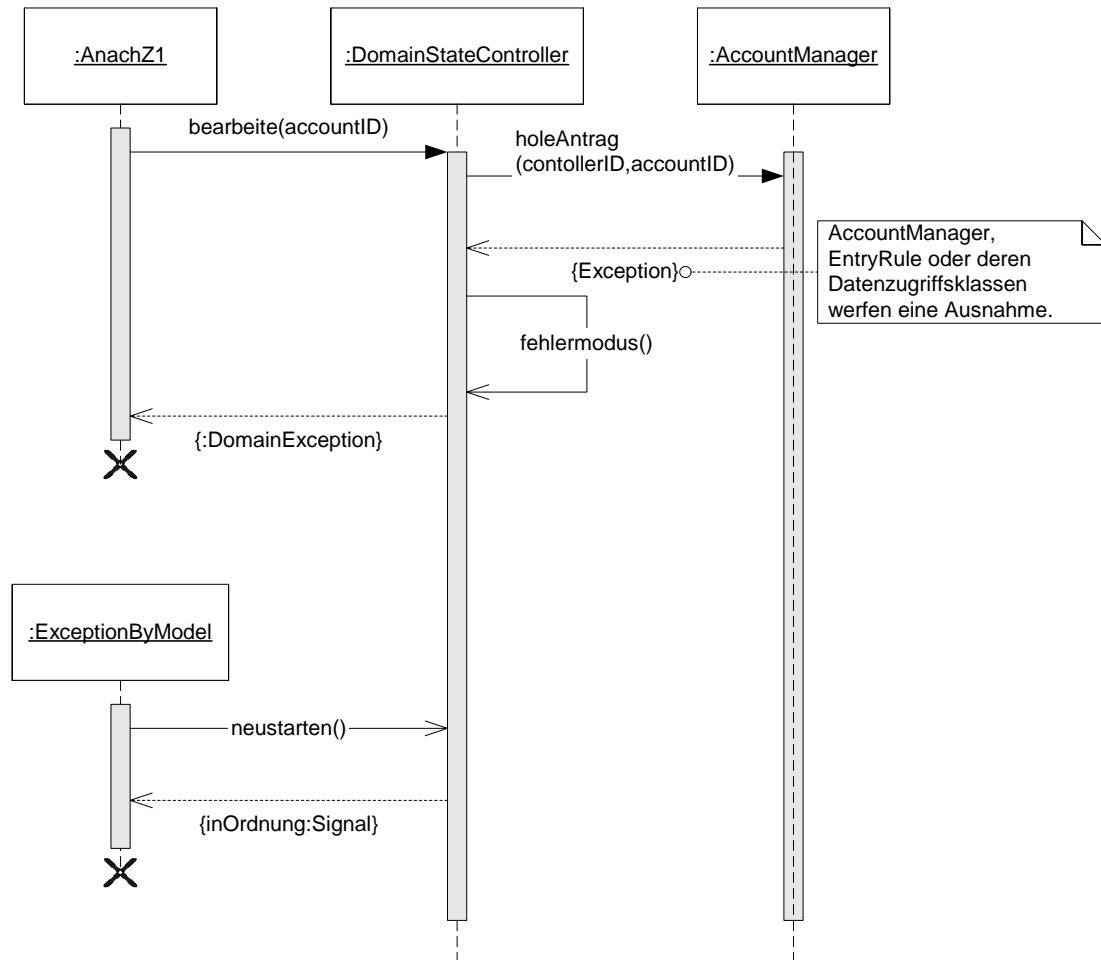 :AnachZ1
:DomainStateController
:AccountManager
bearbeite(accountID)
holeAntrag
(contollerID,accountID)
AccountManager,
EntryRule oder deren
Datenzugriffsklassen
werfen eine Ausnahme.
{Exception}
fehlermodus()
{:DomainException}
:ExceptionByModel
neustarten()
{inOrdnung:Signal}